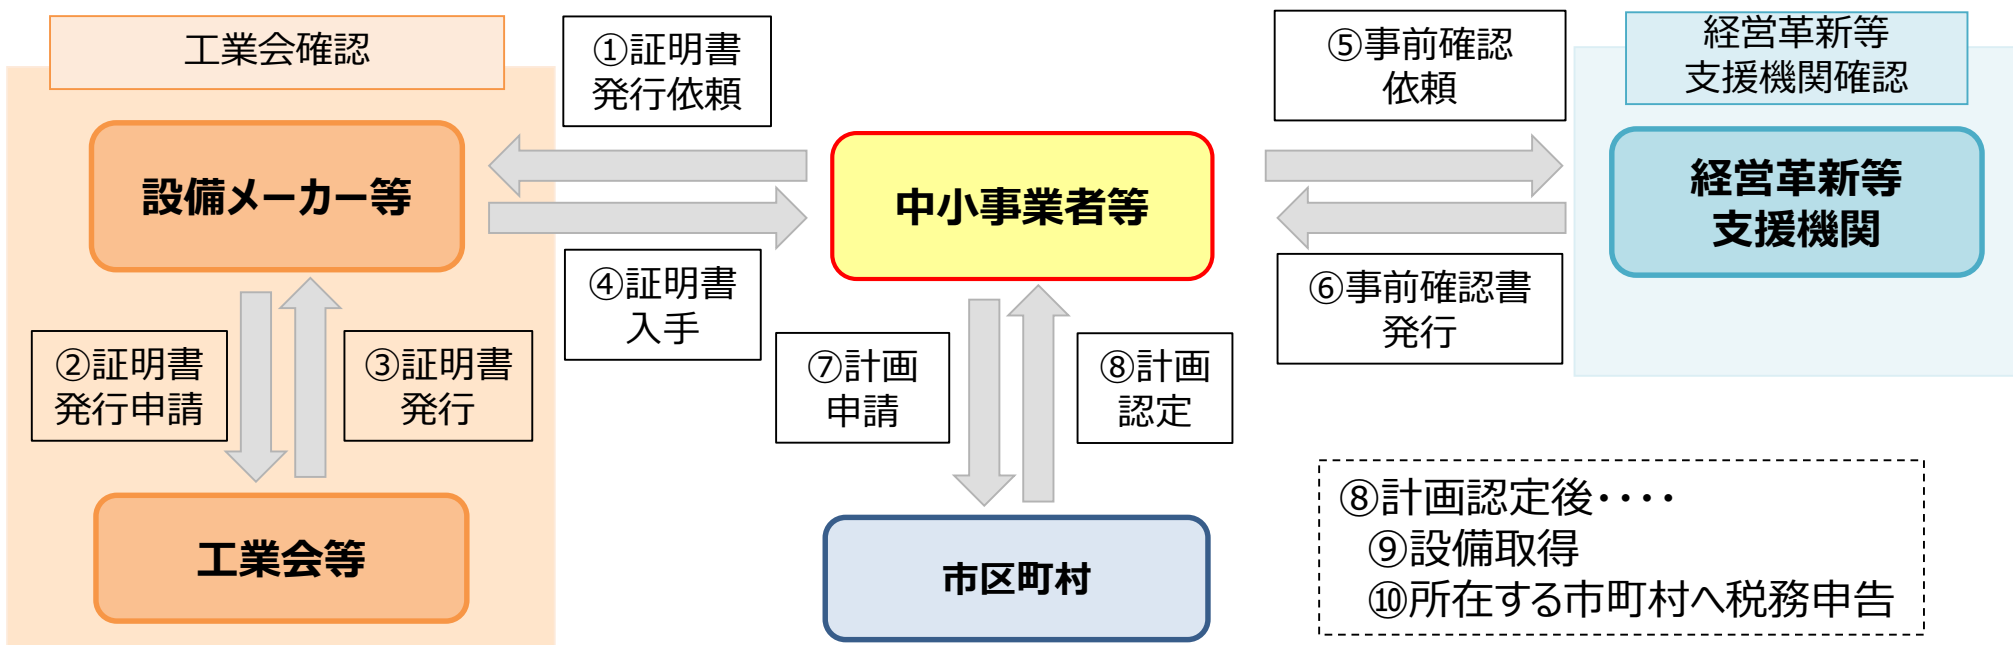 工業会確認
①証明書
発行依頼
⑤事前確認
依頼
経営革新等
支援機関確認
設備メーカー等
中小事業者等
経営革新等
支援機関
④証明書
入手
⑥事前確認書
発行
②証明書
発行申請
③証明書
発行
⑦計画
申請
⑧計画
認定
工業会等
市区町村
⑧計画認定後・・・・
⑨設備取得
⑩所在する市町村へ税務申告